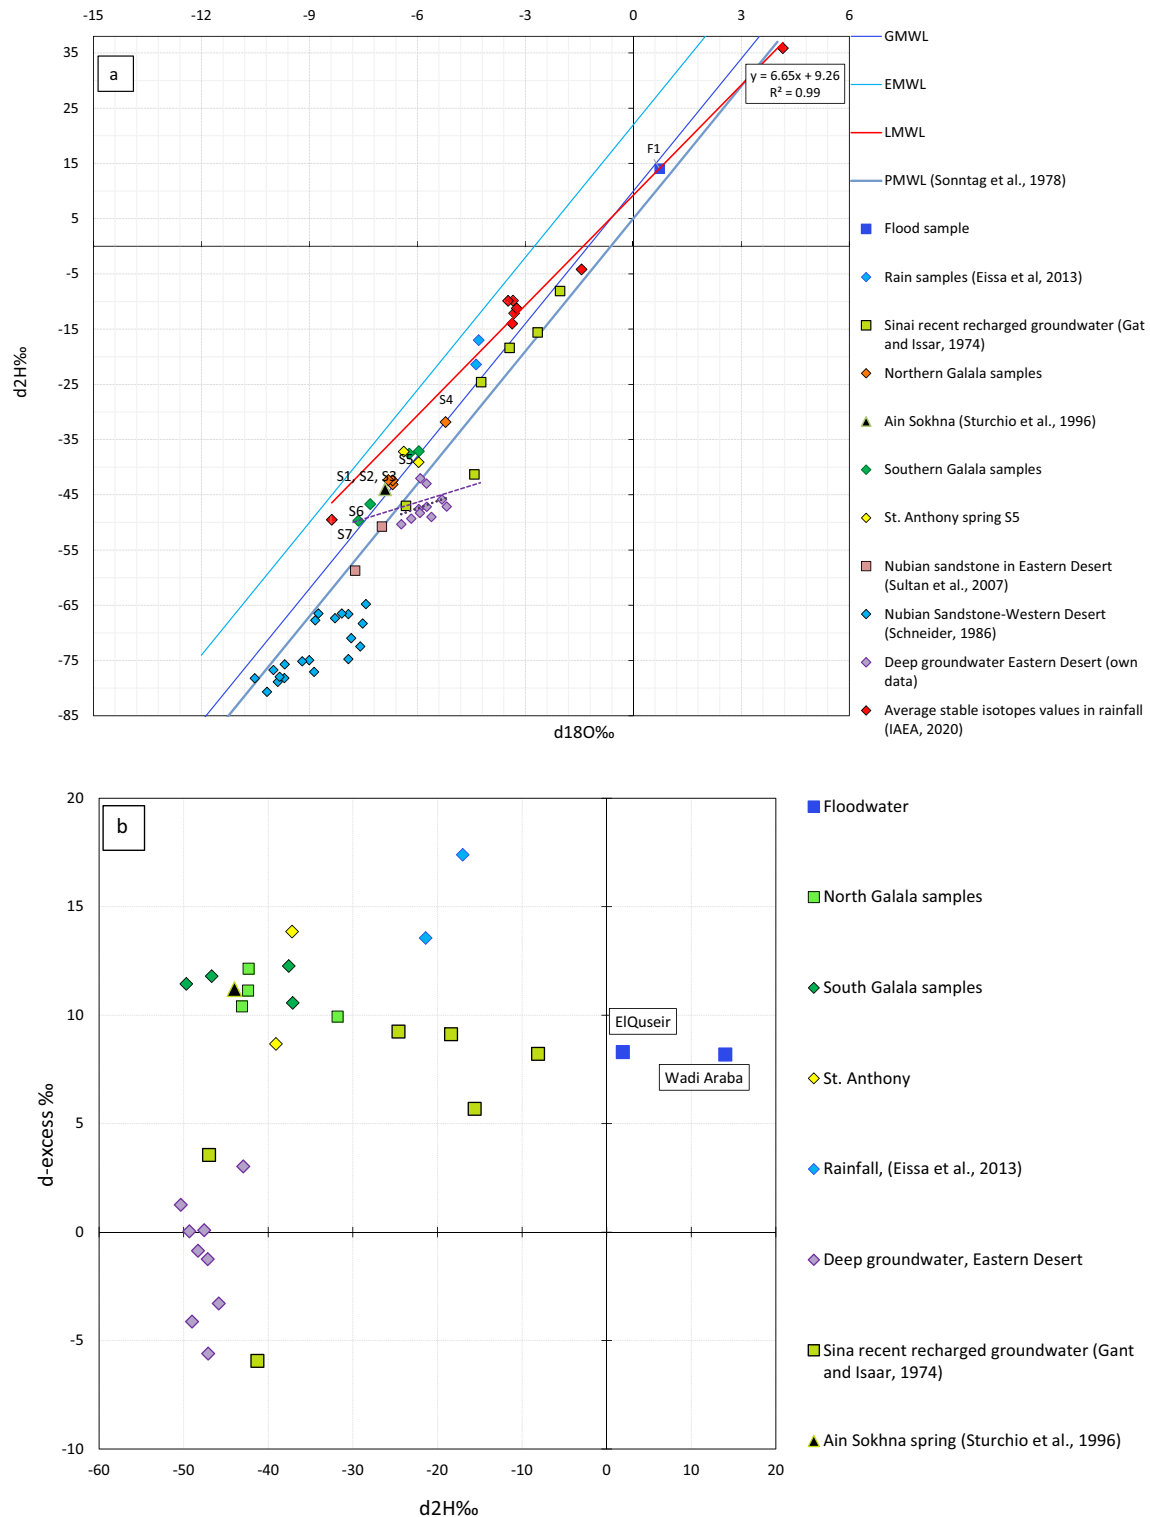 -15 -12 -9 -6 -3 0 3 6
35
25
15
5
-5
-15
-25
-35
-45
-55
-65
-75
-85
a
y = 6.65x + 9.26
R² = 0.99
F1
S4
S5
S1, S2, S3
S6
S7
d2H‰
d18O‰
GMWL
EMWL
LMWL
PMWL (Sonntag et al., 1978)
Flood sample
Rain samples (Eissa et al, 2013)
Sinai recent recharged groundwater (Gat
and Issar, 1974)
Northern Galala samples
Ain Sokhna (Sturchio et al., 1996)
Southern Galala samples
St. Anthony spring S5
Nubian sandstone in Eastern Desert
(Sultan et al., 2007)
Nubian Sandstone-Western Desert
(Schneider, 1986)
Deep groundwater Eastern Desert (own
data)
Average stable isotopes values in rainfall
(IAEA, 2020)
20
15
10
5
0
-5
-10
b
ElQuseir
Wadi Araba
d-excess ‰
-60 -50 -40 -30 -20 -10 0 10 20
d2H‰
Floodwater
North Galala samples
South Galala samples
St. Anthony
Rainfall, (Eissa et al., 2013)
Deep groundwater, Eastern Desert
Sina recent recharged groundwater (Gant
and Isaar, 1974)
Ain Sokhna spring (Sturchio et al., 1996)